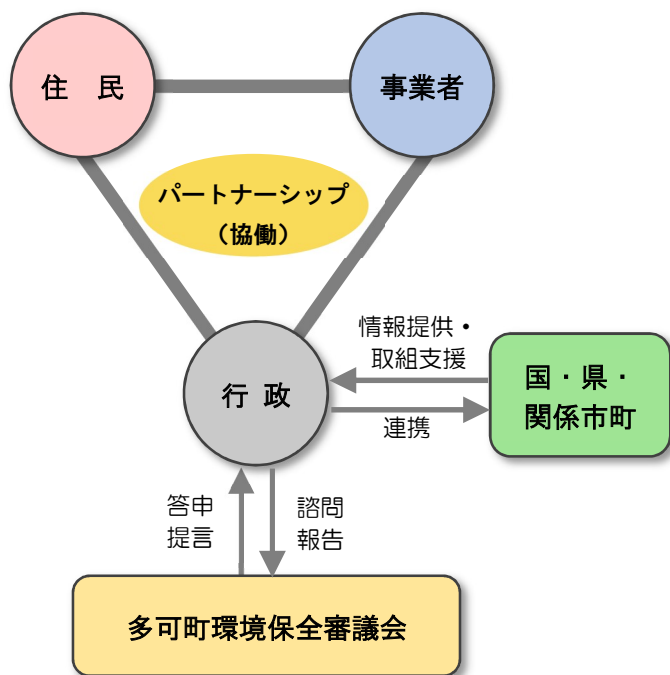 住　民
事業者
パートナーシップ
（協働）
情報提供・
取組支援
行 政
国・県・
関係市町
連携
答申
提言
諮問
報告
多可町環境保全審議会